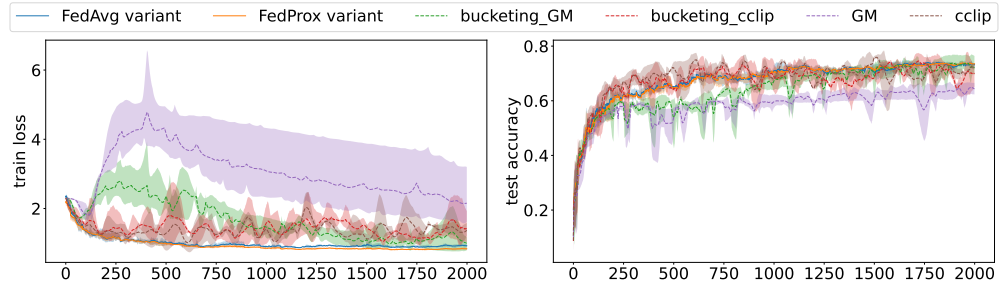 FedAvg variant FedProx variant bucketing_GM bucketing_cclip GM cclip
train loss
6
4
2
0 250 500 750 1000 1250 1500 1750 2000
test accuracy
0.8
0.6
0.4
0.2
0 250 500 750 1000 1250 1500 1750 2000